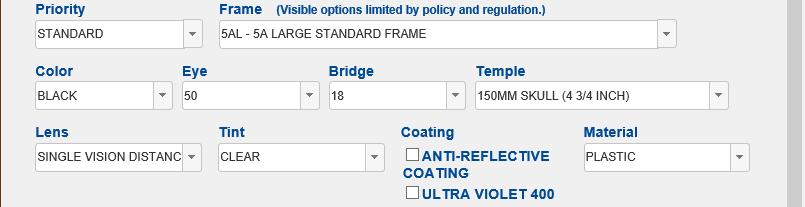 Priority Frame (Visible options limited by policy and regulation.)
STANDARD 5AL - 5A LARGE STANDARD FRAME
Color Eye Bridge Temple
BLACK 50 18 150MM SKULL (4 3/4 INCH)
Lens Tint Coating Material
SINGLE VISION DISTANC CLEAR ANTI-REFLECTIVE PLASTIC
COATING
ULTRA VIOLET 400